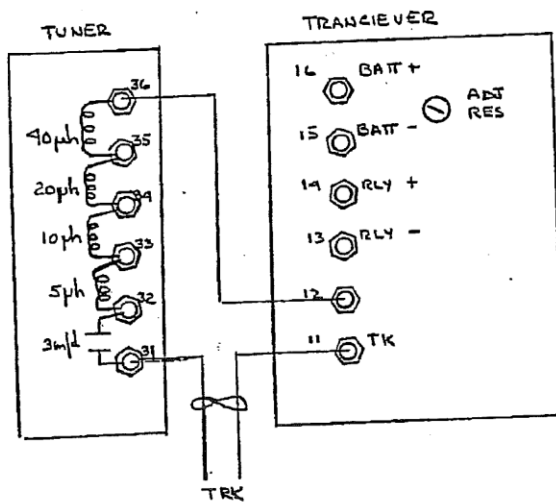 TUNER
TRANCIEVER
36
40µh
35
20µh
34
10µh
33
5µh
32
3mfd
31
TRK
16 BATT +
ADJ
RES
15 BATT -
14 RLY +
13 RLY -
12
11 TK